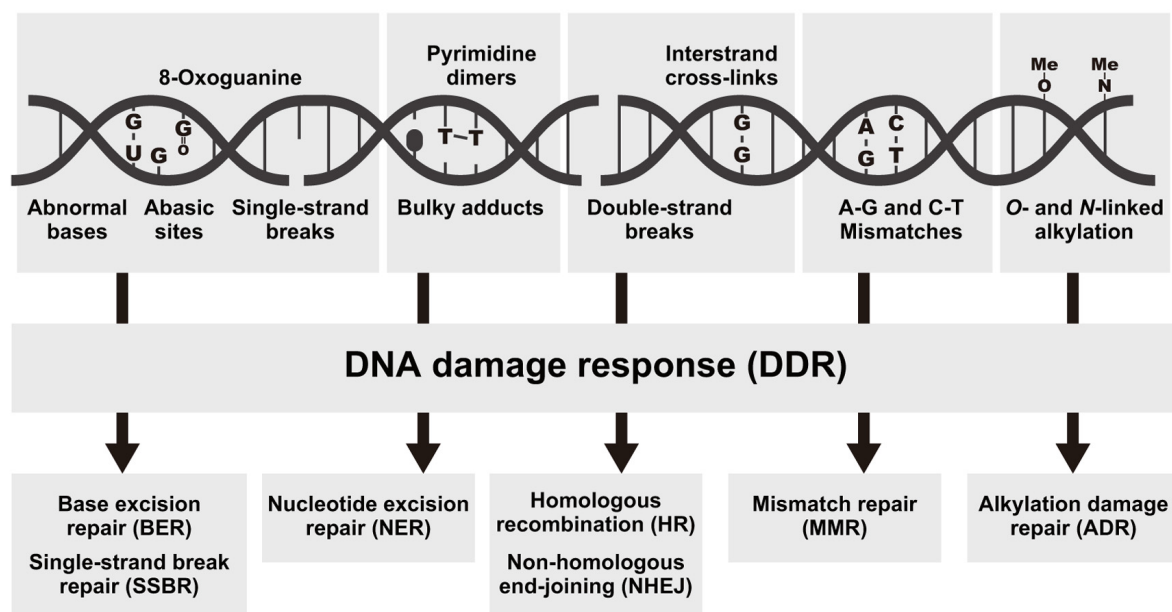 8-Oxoguanine
Pyrimidine
dimers
Interstrand
cross-links
Me
O
Me
N
G
U
G
G
O
T-T
G
G
A
G
C
T
Abnormal
bases
Abasic
sites
Single-strand
breaks
Bulky adducts
Double-strand
breaks
A-G and C-T
Mismatches
O- and N-linked
alkylation
DNA damage response (DDR)
Base excision
repair (BER)
Single-strand break
repair (SSBR)
Nucleotide excision
repair (NER)
Homologous
recombination (HR)
Non-homologous
end-joining (NHEJ)
Mismatch repair
(MMR)
Alkylation damage
repair (ADR)